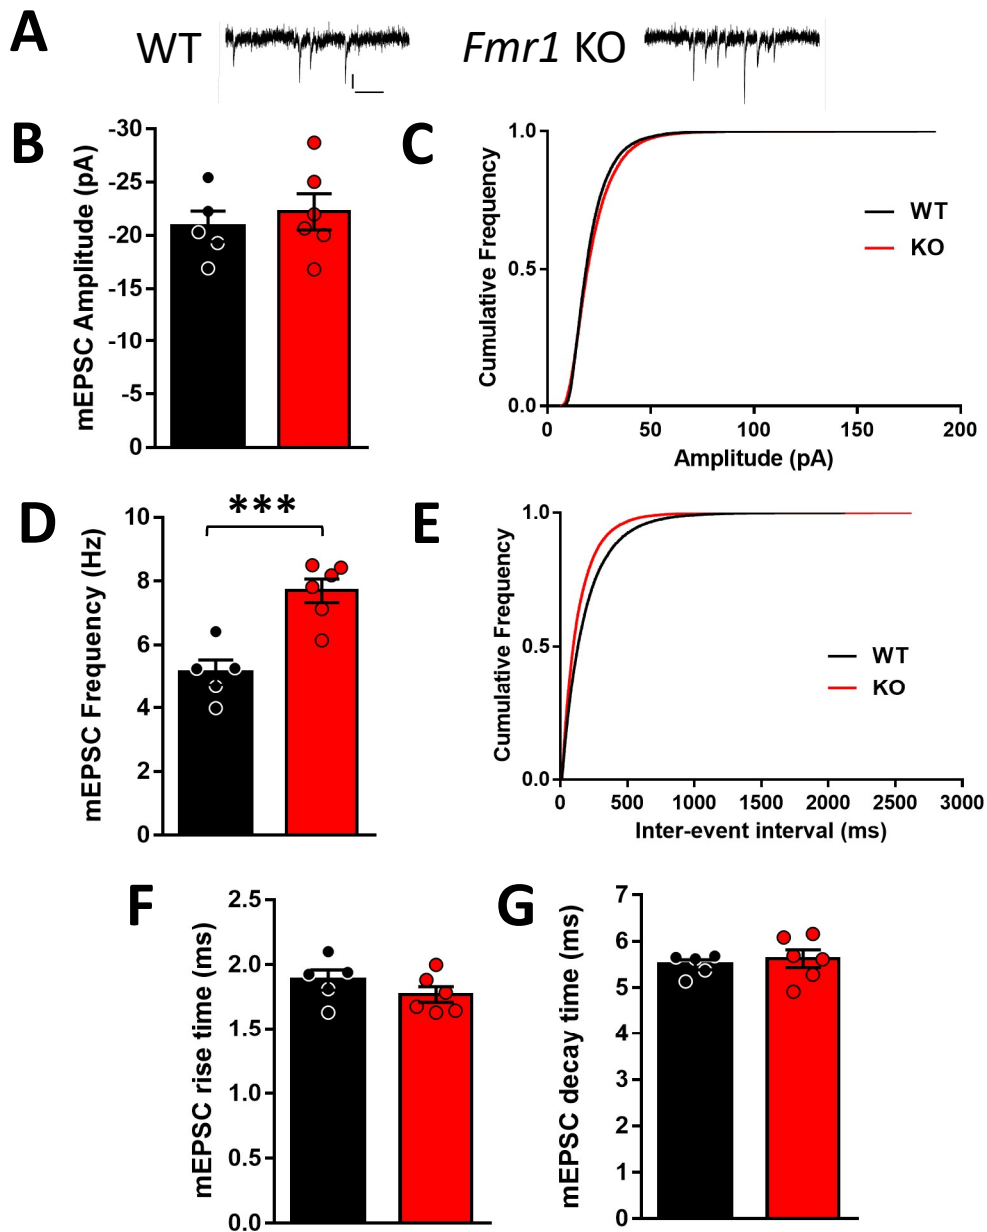 A
WT
Fmr1 KO
B
mEPSC Amplitude (pA)
-30
-25
-20
-15
-10
-5
0
C
Cumulative Frequency
1.0
0.5
0.0
WT
KO
0 50 100 150 200
Amplitude (pA)
D
mEPSC Frequency (Hz)
10
8
6
4
2
0
***
E
Cumulative Frequency
1.0
0.5
0.0
WT
KO
0 500 1000 1500 2000 2500 3000
Inter-event interval (ms)
F
mEPSC rise time (ms)
2.5
2.0
1.5
1.0
0.5
0.0
G
mEPSC decay time (ms)
7
6
5
4
3
2
1
0